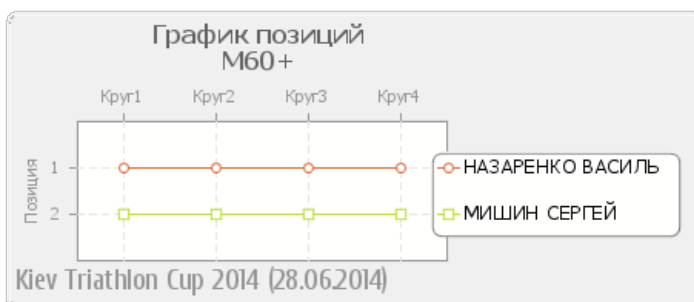 График позиций
М60+
Круг1 Круг2 Круг3 Круг4
Позиция
1
НАЗАРЕНКО ВАСИЛЬ
2
МИШИН СЕРГЕЙ
Kiev Triathlon Cup 2014 (28.06.2014)